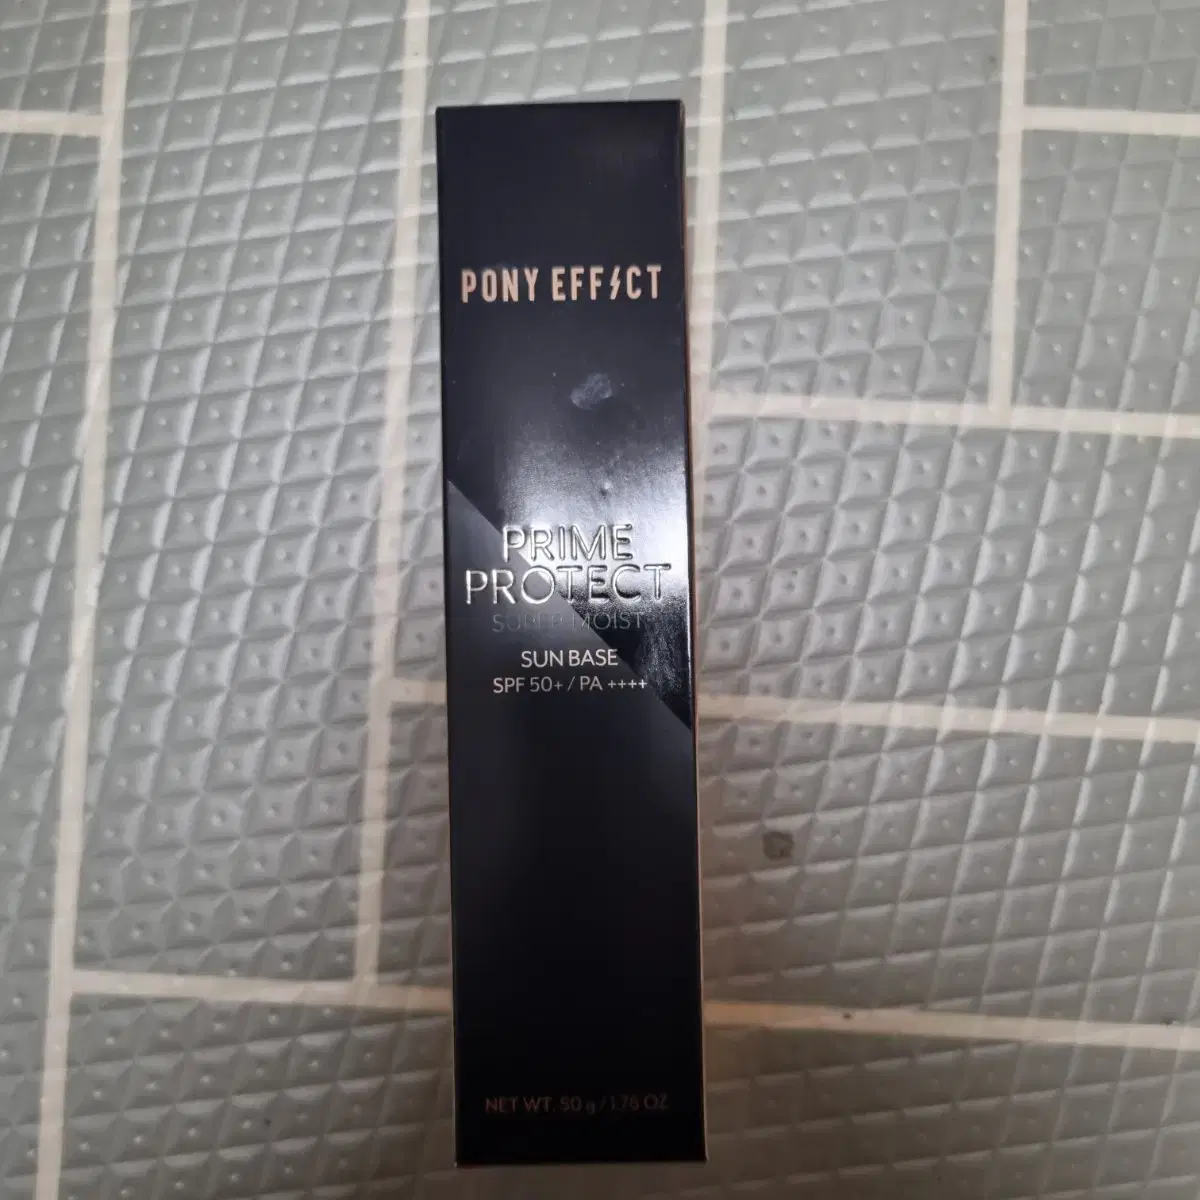 PONY EFFECT
PRIME
PROTECT
SUPER MOIST
SUN BASE
SPF 50+ / PA ++++
NET WT. 50 g / 1.76 OZ